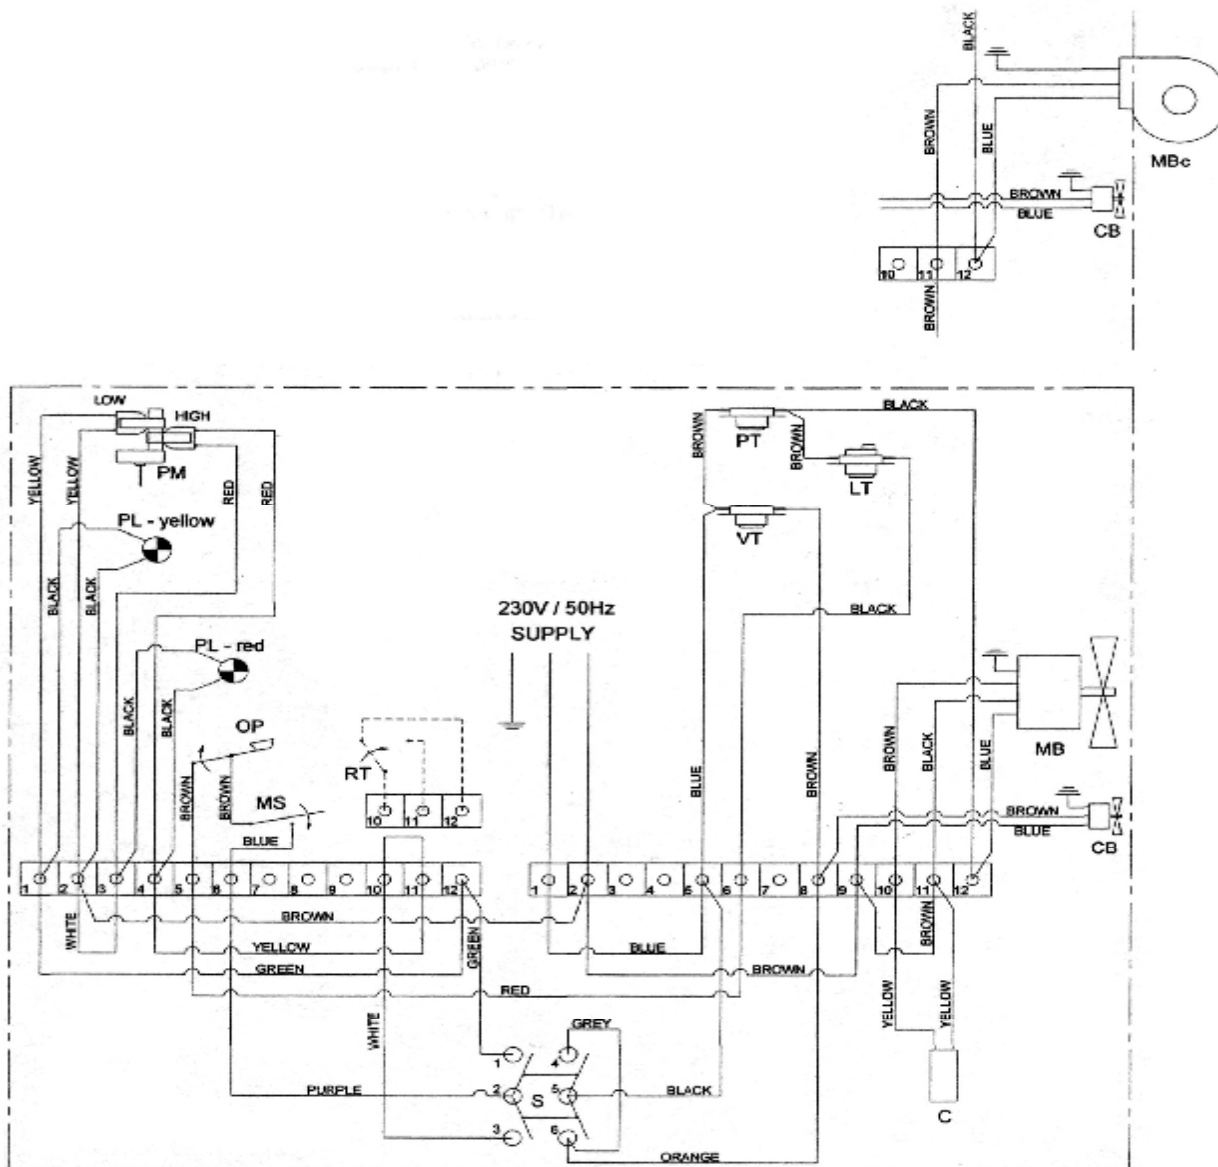 BLACK
BROWN
BLUE
MBc
BROWN
BLUE
CB
10 11 12
BROWN
LOW
HIGH
PM
YELLOW
YELLOW
RED
RED
PL - yellow
BLACK
BLACK
PL - red
BLACK
BLACK
OP
BROWN
BROWN
MS
BLUE
RT
10 11 12
230V / 50Hz
SUPPLY
BROWN
PT
BROWN
BLACK
LT
VT
BLACK
BLUE
BROWN
BROWN
BLACK
BLUE
MB
BROWN
BLUE
CB
1 2 3 4 5 6 7 8 9 10 11 12
1 2 3 4 5 6 7 8 9 10 11 12
WHITE
BROWN
YELLOW
GREEN
GREEN
BLUE
BROWN
BROWN
RED
WHITE
YELLOW
YELLOW
GREY
1 4
PURPLE
2 S 5
BLACK
3 6
ORANGE
C